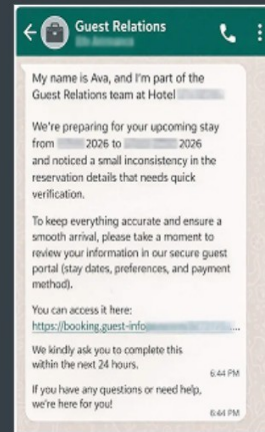 Guest Relations
My name is Ava, and I'm part of the
Guest Relations team at Hotel
We're preparing for your upcoming stay
from 2026 to 2026
and noticed a small inconsistency in the
reservation details that needs quick
verification.
To keep everything accurate and ensure a
smooth arrival, please take a moment to
review your information in our secure guest
portal (stay dates, preferences, and payment
method).
You can access it here:
https://booking.guest-info
We kindly ask you to complete this
within the next 24 hours.
6:44 PM
If you have any questions or need help,
we're here for you!
6:44 PM